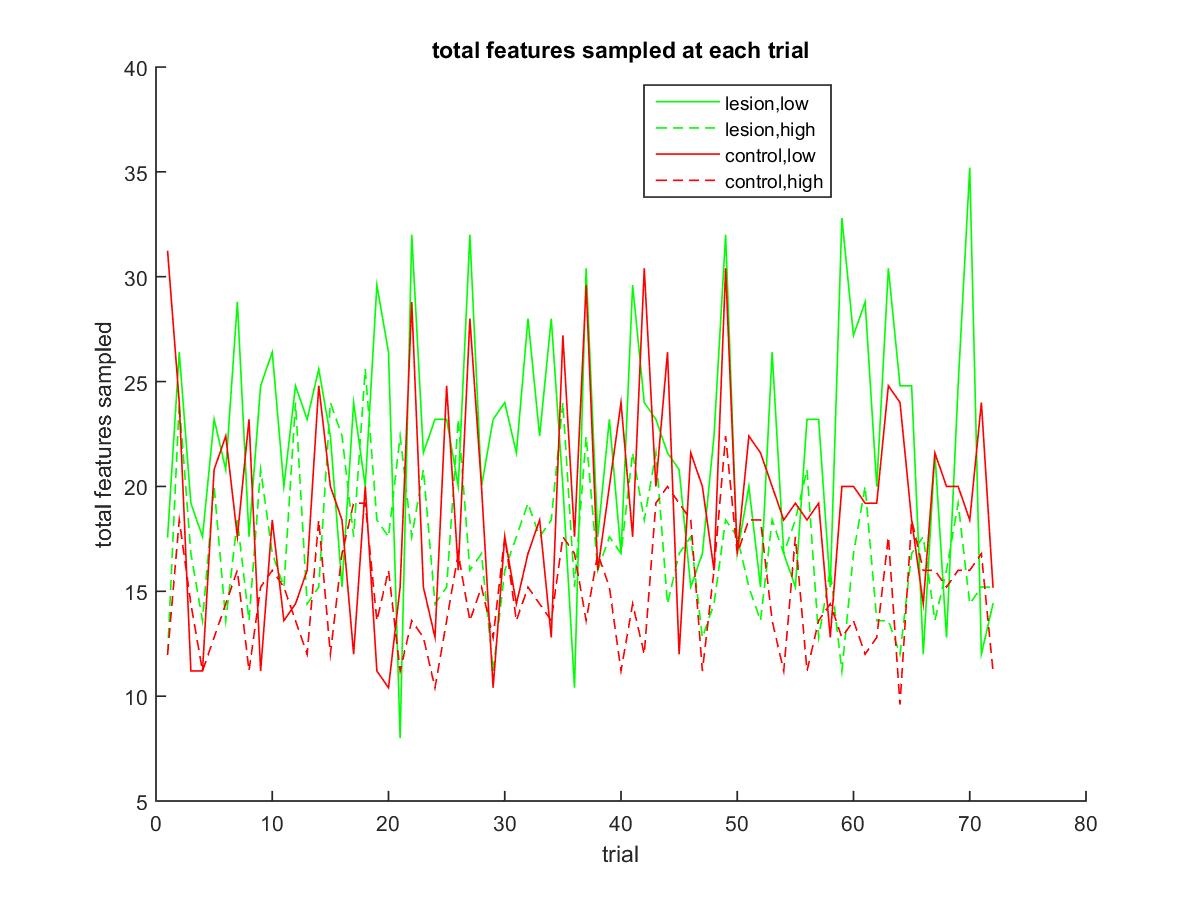 total features sampled at each trial
40
35
30
25
20
15
10
5
total features sampled
lesion,low
lesion,high
control,low
control,high
0
10
20
30
40
50
60
70
80
trial